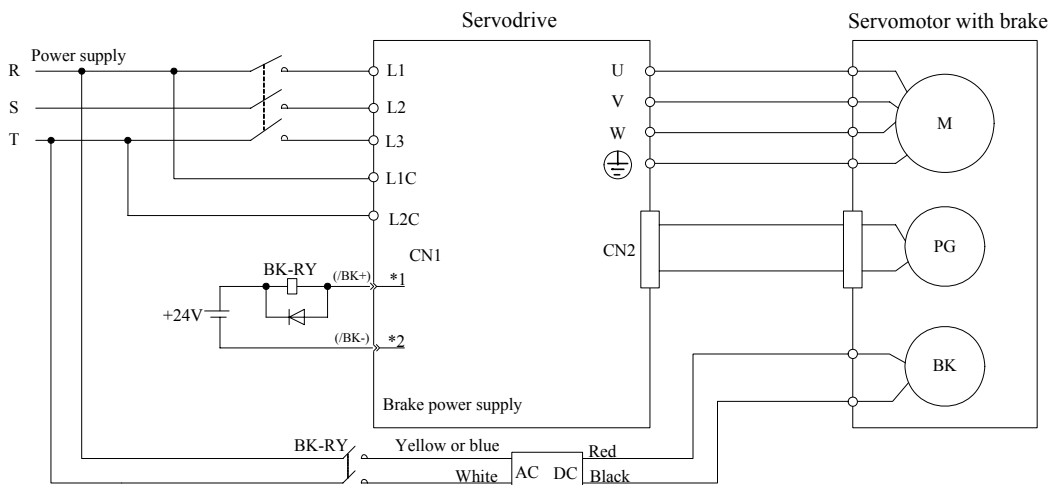 Servodrive
Servomotor with brake
Power supply
R
S
T
L1
L2
L3
L1C
L2C
U
V
W
M
CN1
CN2
PG
BK-RY
(/BK+)
*1
+24V
(/BK-)
*2
BK
Brake power supply
BK-RY
Yellow or blue
White
AC DC
Red
Black